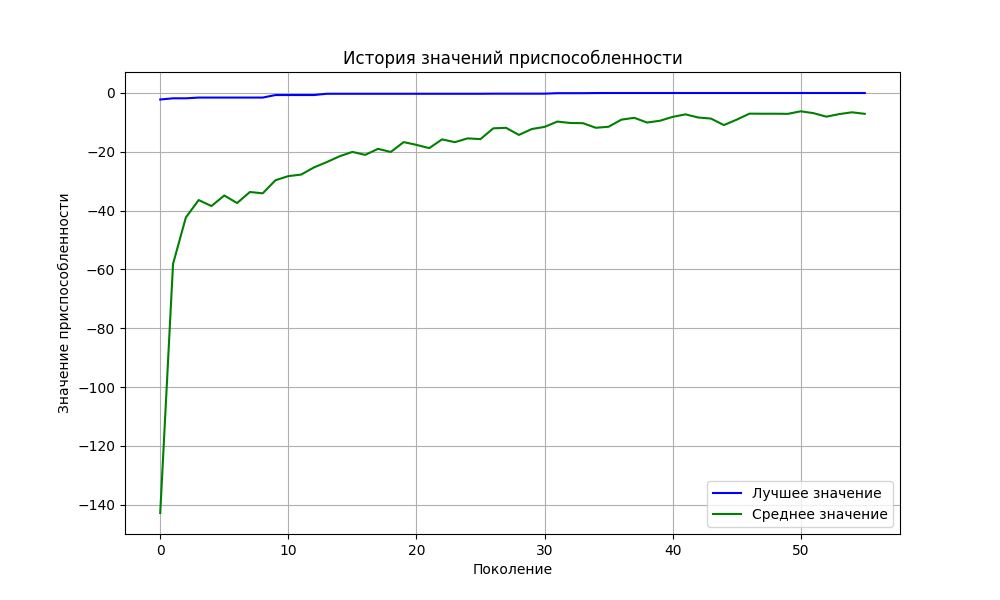 История значений приспособленности
Значение приспособленности
0
−20
−40
−60
−80
−100
−120
−140
Лучшее значение
Среднее значение
0 10 20 30 40 50
Поколение